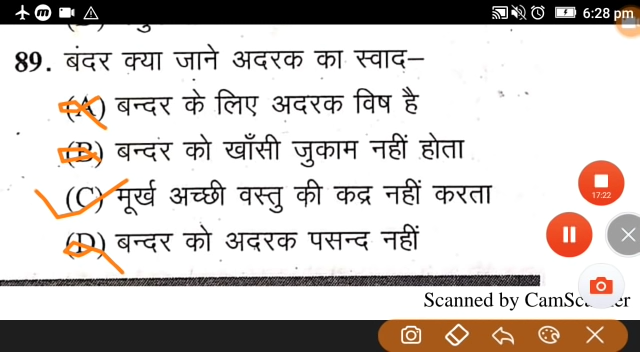 6:28 pm
89. बंदर क्या जाने अदरक का स्वाद–
(A) बन्दर के लिए अदरक विष है
(B) बन्दर को खाँसी जुकाम नहीं होता
(C) मूर्ख अच्छी वस्तु की कद्र नहीं करता
(D) बन्दर को अदरक पसन्द नहीं
17:22
Scanned by